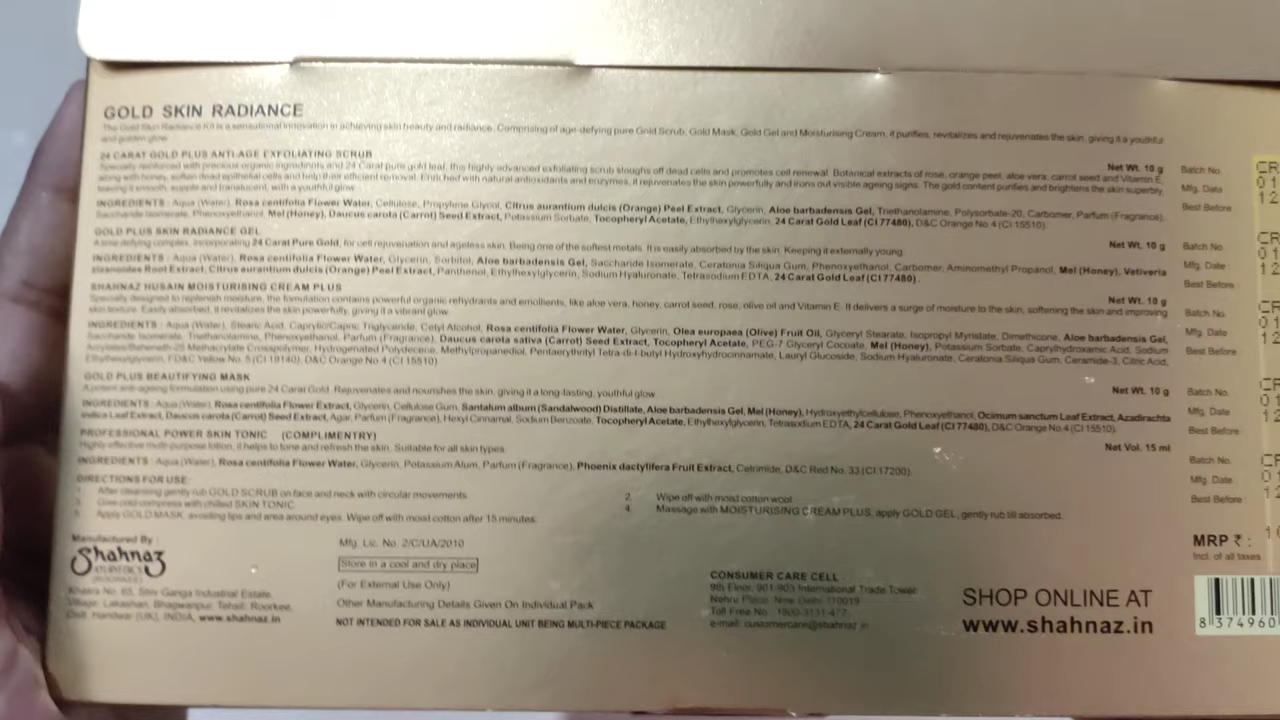 GOLD SKIN RADIANCE
The Gold Skin Radiance Kit is a sensational innovation in achieving skin beauty and radiance. Comprising of age-defying pure Gold Scrub, Gold Mask, Gold Gel and Moisturising Cream, it purifies, revitalizes and rejuvenates the skin, giving it a youthful
and golden glow.
24 CARAT GOLD PLUS ANTI-AGE EXFOLIATING SCRUB Net Wt. 10 g
Specially reinforced with precious organic ingredients and 24 Carat pure gold leaf, this highly advanced exfoliating scrub sloughs off dead cells and promotes cell renewal. Botanical extracts of rose, orange peel, aloe vera, carrot seed and Vitamin E,
along with honey, soften dead epithelial cells and help their efficient removal. Enriched with natural antioxidants and enzymes, it rejuvenates the skin powerfully and irons out visible ageing signs. The gold content purifies and brightens the skin superbly,
leaving it smooth, supple and translucent, with a youthful glow.
INGREDIENTS : Aqua (Water), Rosa centifolia Flower Water, Cellulose, Propylene Glycol, Citrus aurantium dulcis (Orange) Peel Extract, Glycerin, Aloe barbadensis Gel, Triethanolamine, Polysorbate-20, Carbomer, Parfum (Fragrance),
Saccharide Isomerate, Phenoxyethanol, Mel (Honey), Daucus carota (Carrot) Seed Extract, Potassium Sorbate, Tocopheryl Acetate, Ethylhexylglycerin, 24 Carat Gold Leaf (CI 77480), D&C Orange No.4 (CI 15510).
Batch No.
Mfg. Date
Best Before
GOLD PLUS SKIN RADIANCE GEL Net Wt. 10 g
A time defying complex, incorporating 24 Carat Pure Gold, for cell rejuvenation and ageless skin. Being one of the softest metals. It is easily absorbed by the skin. Keeping it externally young.
INGREDIENTS : Aqua (Water), Rosa centifolia Flower Water, Glycerin, Sorbitol, Aloe barbadensis Gel, Saccharide Isomerate, Ceratonia Siliqua Gum, Phenoxyethanol, Carbomer, Aminomethyl Propanol, Mel (Honey), Vetiveria
zizanoides Root Extract, Citrus aurantium dulcis (Orange) Peel Extract, Panthenol, Ethylhexylglycerin, Sodium Hyaluronate, Tetrasodium EDTA, 24 Carat Gold Leaf (CI 77480).
Batch No.
Mfg. Date :
Best Before :
SHAHNAZ HUSAIN MOISTURISING CREAM PLUS Net Wt. 10 g
Specially designed to replenish moisture, the fomulation contains powerful organic rehydrants and emollients, like aloe vera, honey, carrot seed, rose, olive oil and Vitamin E. It delivers a surge of moisture to the skin, softening the skin and improving
skin texture. Easily absorbed, it revitalizes the skin powerfully, giving it a vibrant glow.
INGREDIENTS : Aqua (Water), Stearic Acid, Caprylic/Capric Triglyceride, Cetyl Alcohol, Rosa centifolia Flower Water, Glycerin, Olea europaea (Olive) Fruit Oil, Glyceryl Stearate, Isopropyl Myristate, Dimethicone, Aloe barbadensis Gel,
Saccharide Isomerate, Triethanolamine, Phenoxyethanol, Parfum (Fragrance), Daucus carota sativa (Carrot) Seed Extract, Tocopheryl Acetate, PEG-7 Glyceryl Cocoate, Mel (Honey), Potassium Sorbate, Caprylhydroxamic Acid, Sodium
Acrylates/Beheneth-25 Methacrylate Crosspolymer, Hydrogenated Polydecene, Methylpropanediol, Pentaerythrityl Tetra-di-t-butyl Hydroxyhydrocinnamate, Lauryl Glucoside, Sodium Hyaluronate, Ceratonia Siliqua Gum, Ceramide-3, Citric Acid,
Ethylhexylglycerin, FD&C Yellow No. 5 (CI 19140), D&C Orange No.4 (CI 15510).
Batch No.
Mfg. Date :
Best Before :
GOLD PLUS BEAUTIFYING MASK Net Wt. 10 g
A potent anti-ageing formulation using pure 24 Carat Gold. Rejuvenates and nourishes the skin, giving it a long-lasting, youthful glow.
INGREDIENTS : Aqua (Water), Rosa centifolia Flower Extract, Glycerin, Cellulose Gum, Santalum album (Sandalwood) Distillate, Aloe barbadensis Gel, Mel (Honey), Hydroxyethylcellulose, Phenoxyethanol, Ocimum sanctum Leaf Extract, Azadirachta
indica Leaf Extract, Daucus carota (Carrot) Seed Extract, Agar, Parfum (Fragrance), Hexyl Cinnamal, Sodium Benzoate, Tocopheryl Acetate, Ethylhexylglycerin, Tetrasodium EDTA, 24 Carat Gold Leaf (CI 77480), D&C Orange No.4 (CI 15510).
Batch No.
Mfg. Date
Best Before :
PROFESSIONAL POWER SKIN TONIC (COMPLIMENTRY) Net Vol. 15 ml
Highly effective multi-purpose lotion, it helps to tone and refresh the skin. Suitable for all skin types.
INGREDIENTS : Aqua (Water), Rosa centifolia Flower Water, Glycerin, Potassium Alum, Parfum (Fragrance), Phoenix dactylifera Fruit Extract, Cetrimide, D&C Red No. 33 (CI 17200).
Batch No.
Mfg. Date :
Best Before :
DIRECTIONS FOR USE:
1. After cleansing gently rub GOLD SCRUB on face and neck with circular movements. 2. Wipe off with moist cotton wool.
3. Give cold compress with chilled SKIN TONIC. 4. Massage with MOISTURISING CREAM PLUS, apply GOLD GEL, gently rub till absorbed.
5. Apply GOLD MASK, avoiding lips and area around eyes. Wipe off with moist cotton after 15 minutes.
Manufactured By :
Shahnaz
AYURVEDICS
Khasra No. 63, Shiv Ganga Industrial Estate,
Village: Lakeshari, Bhagwanpur, Tehsil: Roorkee,
Distt. Haridwar (UK), INDIA, www.shahnaz.in
Mfg. Lic. No. 2/C/UA/2010
Store in a cool and dry place
(For External Use Only)
Other Manufacturing Details Given On Individual Pack
NOT INTENDED FOR SALE AS INDIVIDUAL UNIT BEING MULTI-PIECE PACKAGE
CONSUMER CARE CELL
9th Floor, 901-903 International Trade Tower
Nehru Place, New Delhi 110019
Toll Free No. 1800-3131-477
e-mail: customercare@shahnaz.in
SHOP ONLINE AT
www.shahnaz.in
MRP ₹ :
Incl. of all taxes
8 374960